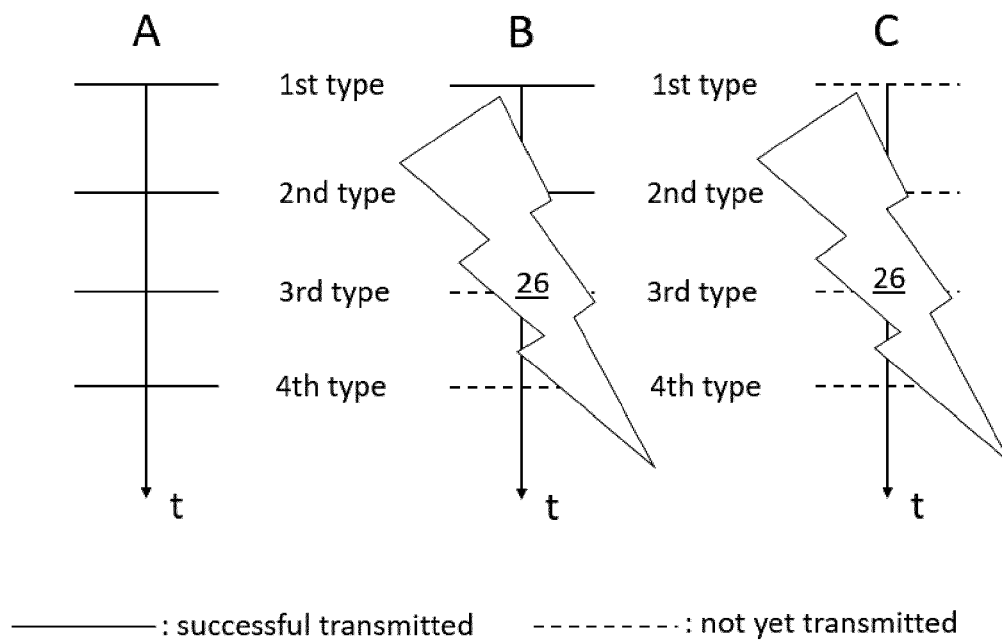 A B C
1st type 1st type
2nd type 2nd type
26 26
3rd type 3rd type
4th type 4th type
t t t
: successful transmitted : not yet transmitted